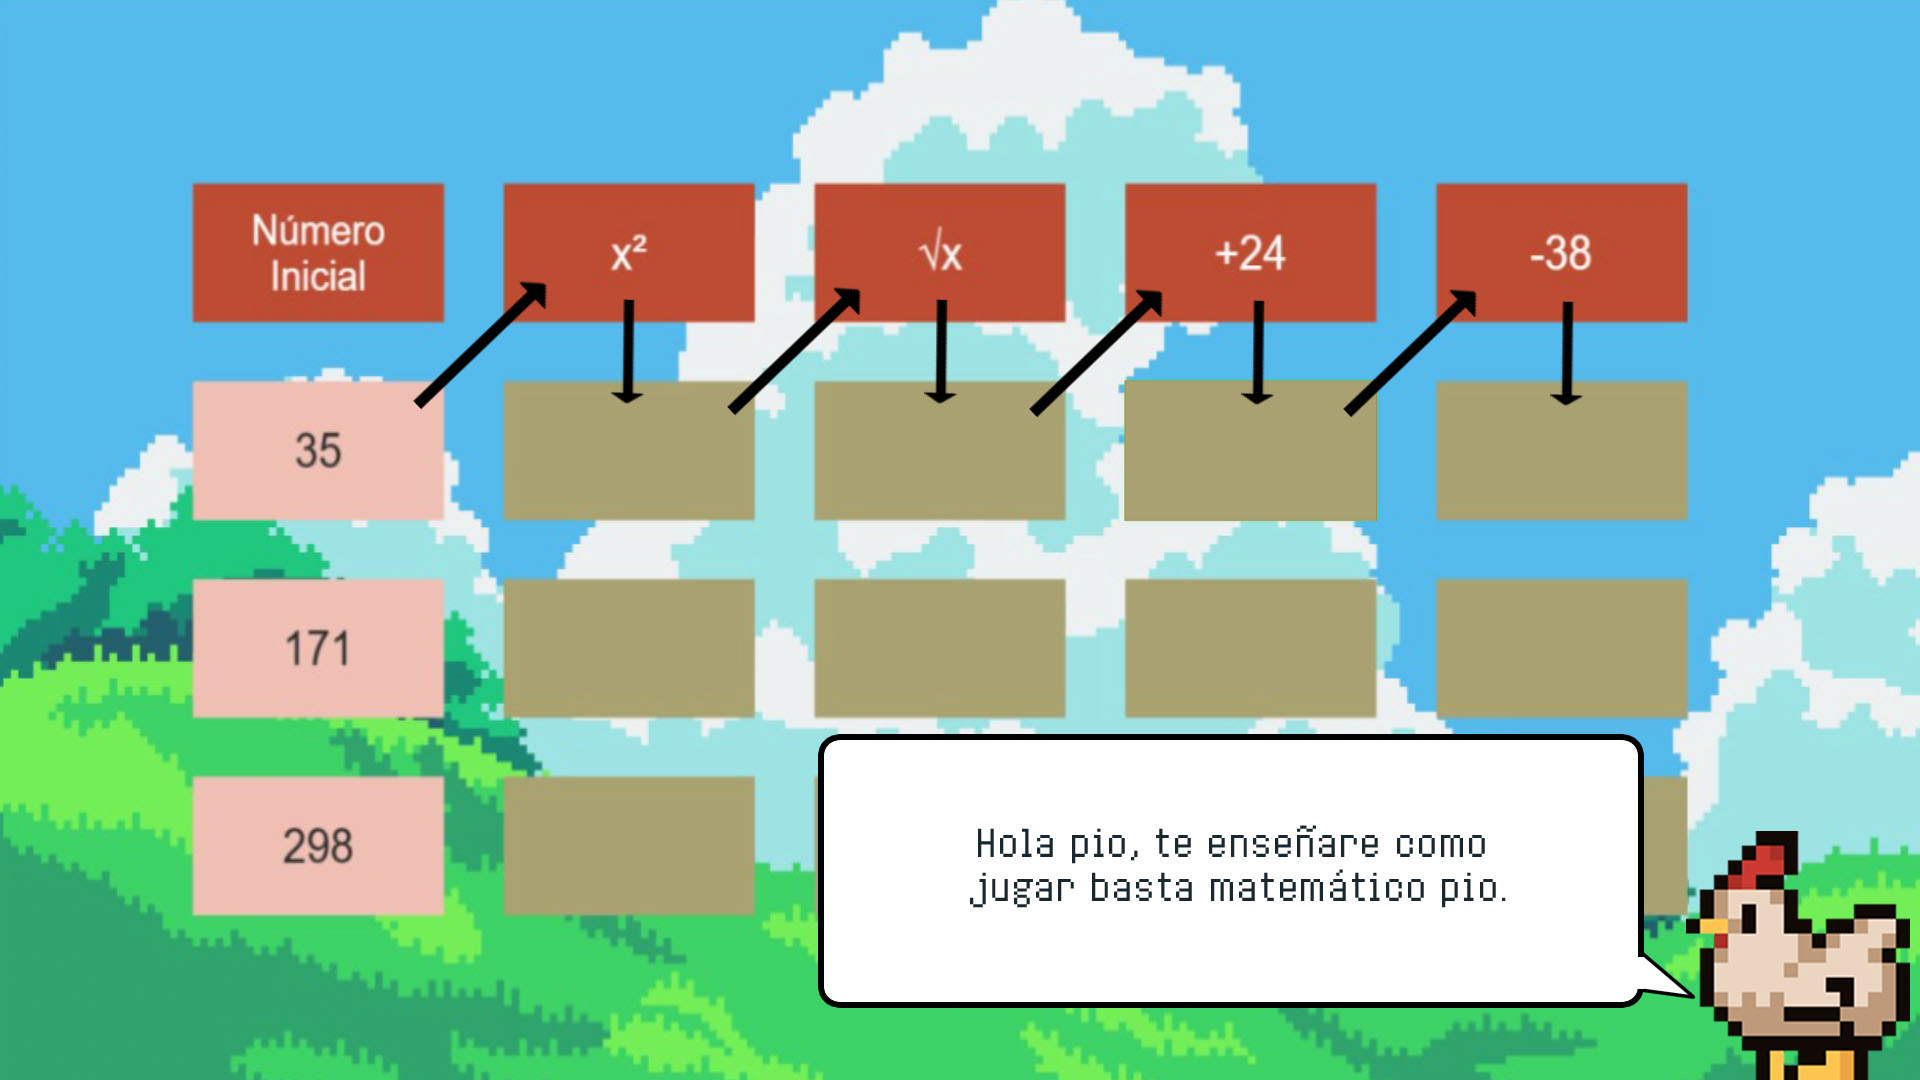 Número
Inicial
x²
√x
+24
-38
35
171
298
Hola pio, te enseñare como
jugar basta matemático pio.